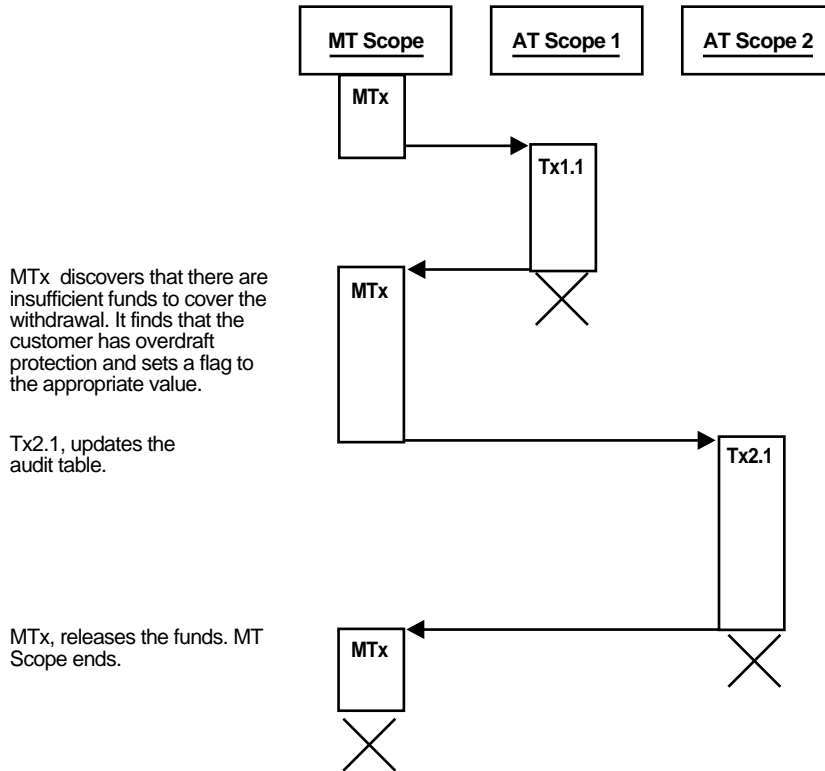 MT Scope
AT Scope 1
AT Scope 2
MTx
Tx1.1
MTx discovers that there are
insufficient funds to cover the
withdrawal. It finds that the
customer has overdraft
protection and sets a flag to
the appropriate value.
MTx
Tx2.1, updates the
audit table.
Tx2.1
MTx, releases the funds. MT
Scope ends.
MTx